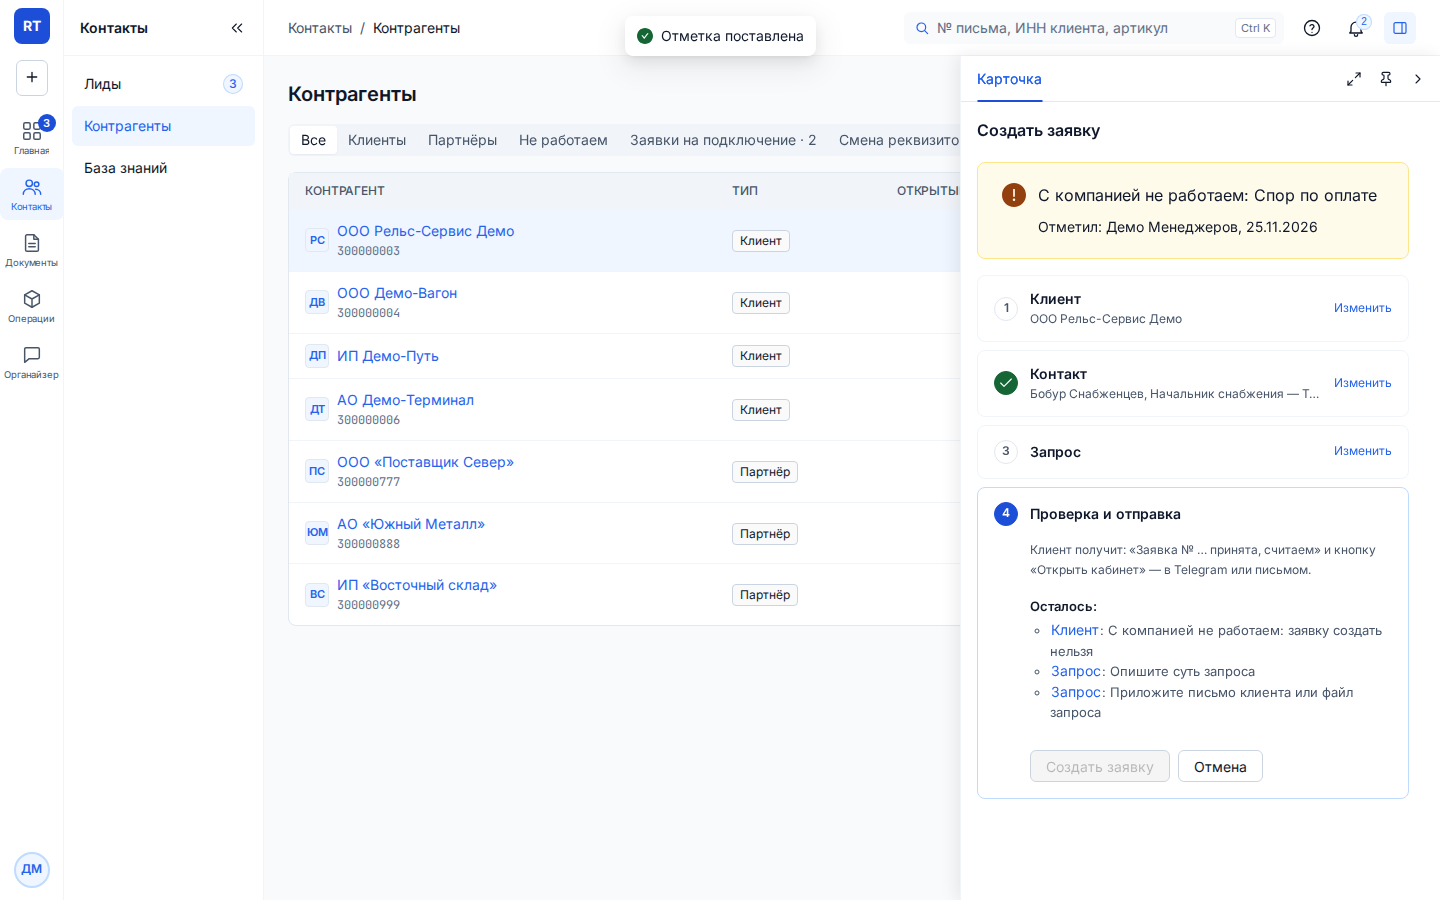 RT
Контакты
Контакты / Контрагенты
Отметка поставлена
№ письма, ИНН клиента, артикул
Ctrl K
2
3
Главная
Контакты
Документы
Операции
Органайзер
ДМ
Лиды
3
Контрагенты
База знаний
Контрагенты
Все
Клиенты
Партнёры
Не работаем
Заявки на подключение · 2
Смена реквизито
КОНТРАГЕНТ
ТИП
ОТКРЫТЫ
РС
ООО Рельс-Сервис Демо
300000003
Клиент
ДВ
ООО Демо-Вагон
300000004
Клиент
ДП
ИП Демо-Путь
Клиент
ДТ
АО Демо-Терминал
300000006
Клиент
ПС
ООО «Поставщик Север»
300000777
Партнёр
ЮМ
АО «Южный Металл»
300000888
Партнёр
ВС
ИП «Восточный склад»
300000999
Партнёр
Карточка
Создать заявку
С компанией не работаем: Спор по оплате
Отметил: Демо Менеджеров, 25.11.2026
1
Клиент
ООО Рельс-Сервис Демо
Изменить
Контакт
Бобур Снабженцев, Начальник снабжения — Т...
Изменить
3
Запрос
Изменить
4
Проверка и отправка
Клиент получит: «Заявка № ... принята, считаем» и кнопку
«Открыть кабинет» — в Telegram или письмом.
Осталось:
Клиент: С компанией не работаем: заявку создать
нельзя
Запрос: Опишите суть запроса
Запрос: Приложите письмо клиента или файл
запроса
Создать заявку
Отмена